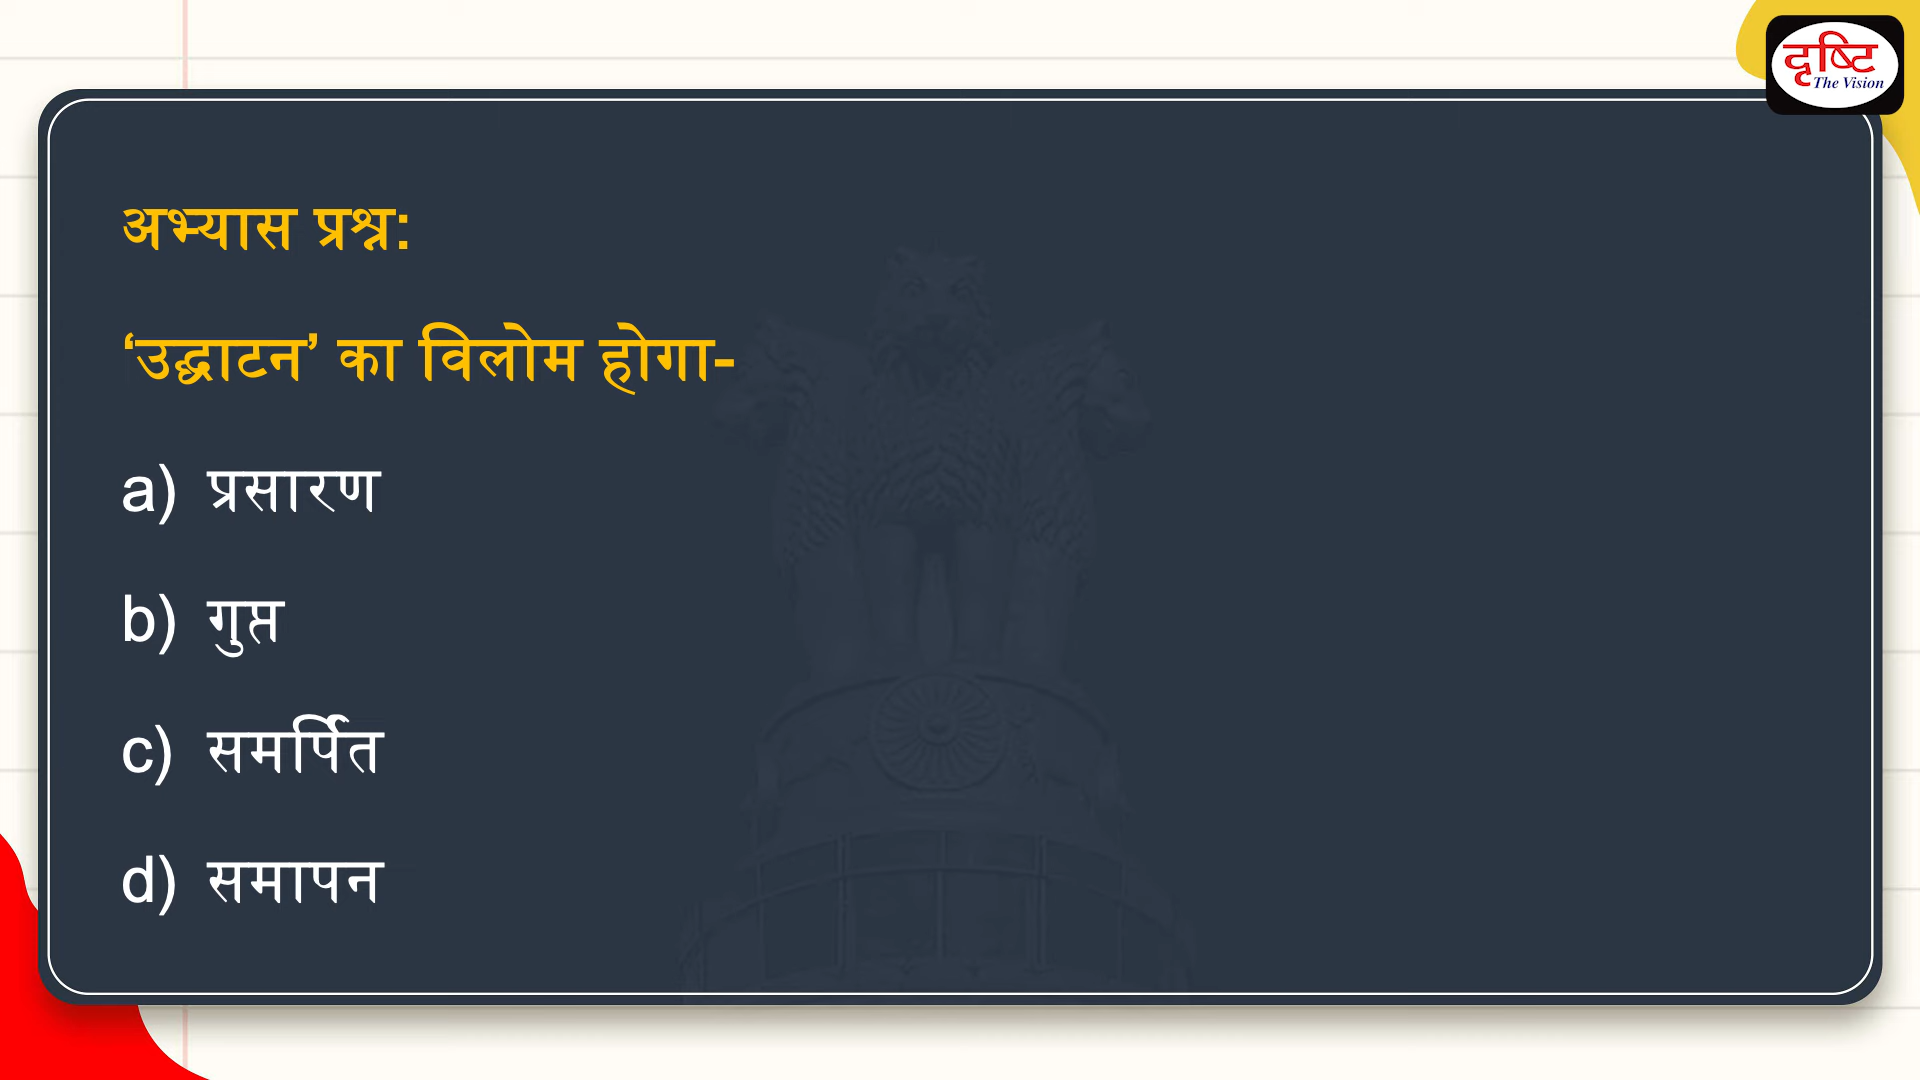 दृष्टि
The Vision
अभ्यास प्रश्न:
‘उद्घाटन’ का विलोम होगा-
a) प्रसारण
b) गुप्त
c) समर्पित
d) समापन